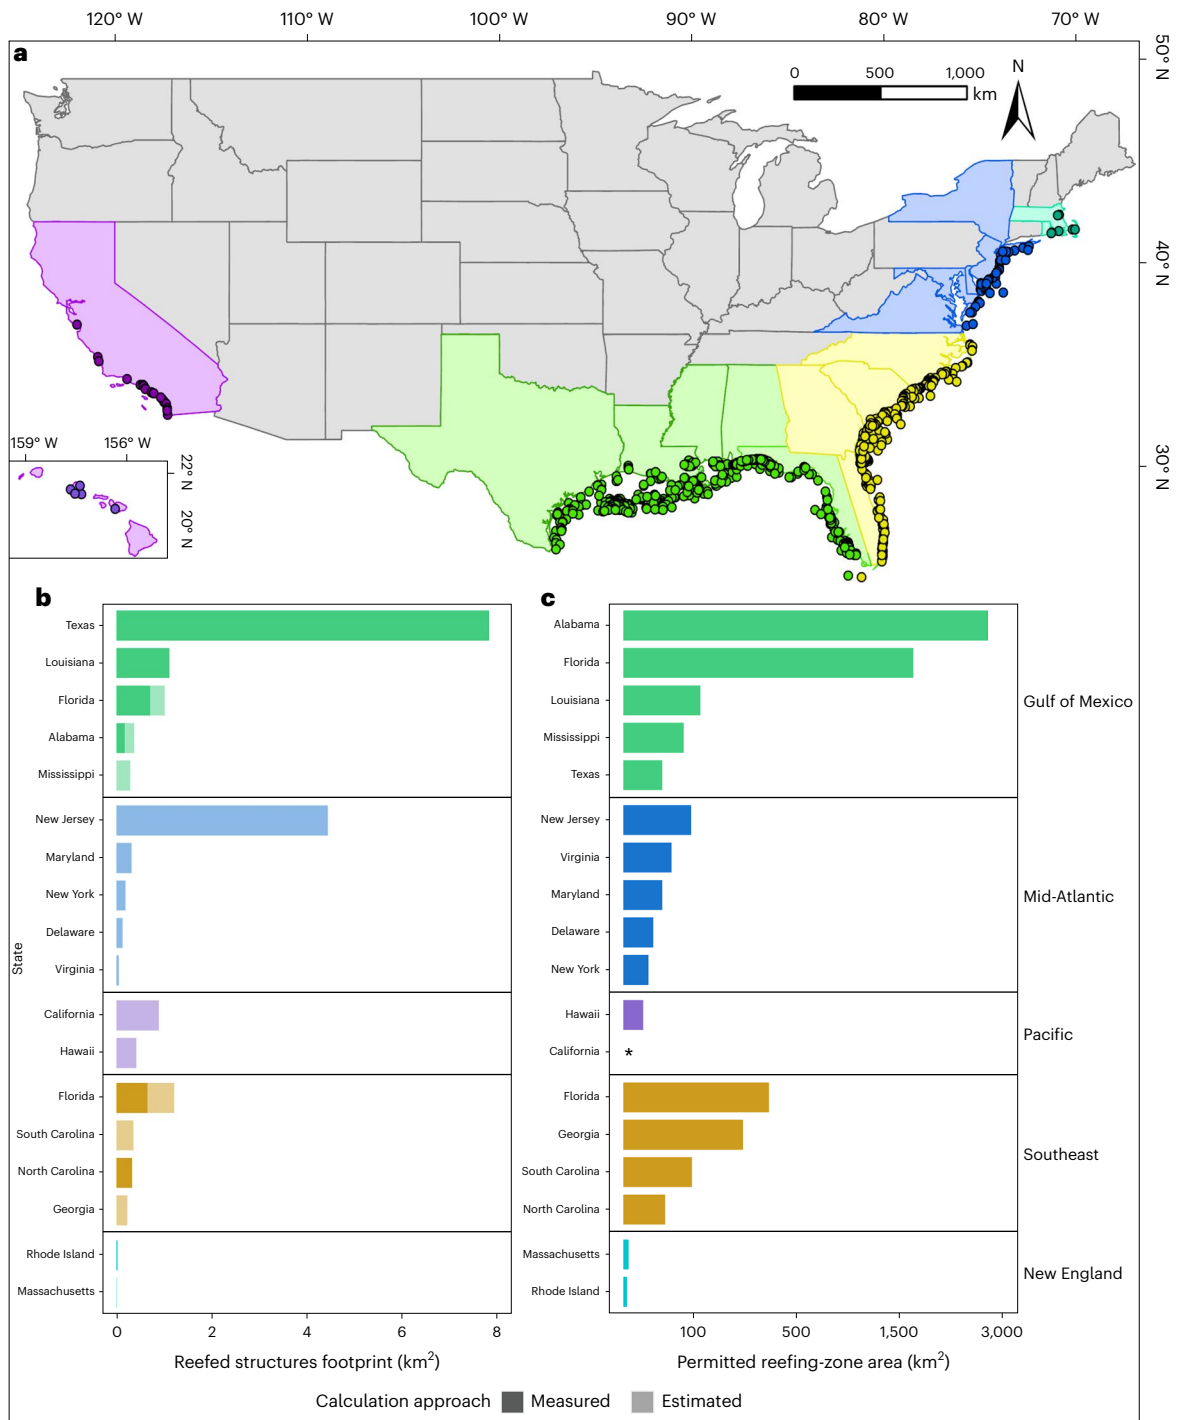 120° W 110° W 100° W 90° W 80° W 70° W
a
50° N
40° N
30° N
0 500 1,000
km
N
159° W 156° W
22° N
20° N
b
Texas
Louisiana
Florida
Alabama
Mississippi
New Jersey
Maryland
New York
Delaware
Virginia
California
Hawaii
Florida
South Carolina
North Carolina
Georgia
Rhode Island
Massachusetts
State
0 2 4 6 8
Reefed structures footprint (km²)
c
Alabama
Florida
Louisiana
Mississippi
Texas
Gulf of Mexico
New Jersey
Virginia
Maryland
Delaware
New York
Mid-Atlantic
Hawaii
California *
Pacific
Florida
Georgia
South Carolina
North Carolina
Southeast
Massachusetts
Rhode Island
New England
100 500 1,500 3,000
Permitted reefing-zone area (km²)
Calculation approach Measured Estimated